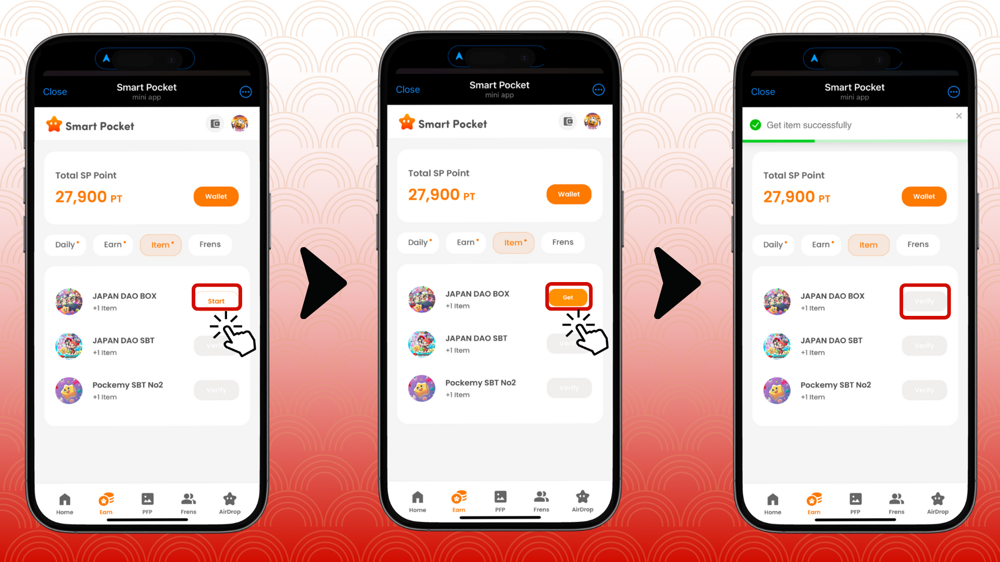 Close
Smart Pocket
mini app
Smart Pocket
Total SP Point
27,900 PT
Wallet
Daily
Earn
Item
Frens
JAPAN DAO BOX
+1 Item
Start
JAPAN DAO SBT
+1 Item
Pockemy SBT No2
+1 Item
Verify
Home
Earn
PFP
Frens
AirDrop
Close
Smart Pocket
mini app
Smart Pocket
Total SP Point
27,900 PT
Wallet
Daily
Earn
Item
Frens
JAPAN DAO BOX
+1 Item
Get
JAPAN DAO SBT
+1 Item
Pockemy SBT No2
+1 Item
Verify
Home
Earn
PFP
Frens
AirDrop
Close
Smart Pocket
mini app
Get item successfully
Total SP Point
27,900 PT
Wallet
Daily
Earn
Item
Frens
JAPAN DAO BOX
+1 Item
Verify
JAPAN DAO SBT
+1 Item
Verify
Pockemy SBT No2
+1 Item
Verify
Home
Earn
PFP
Frens
AirDrop